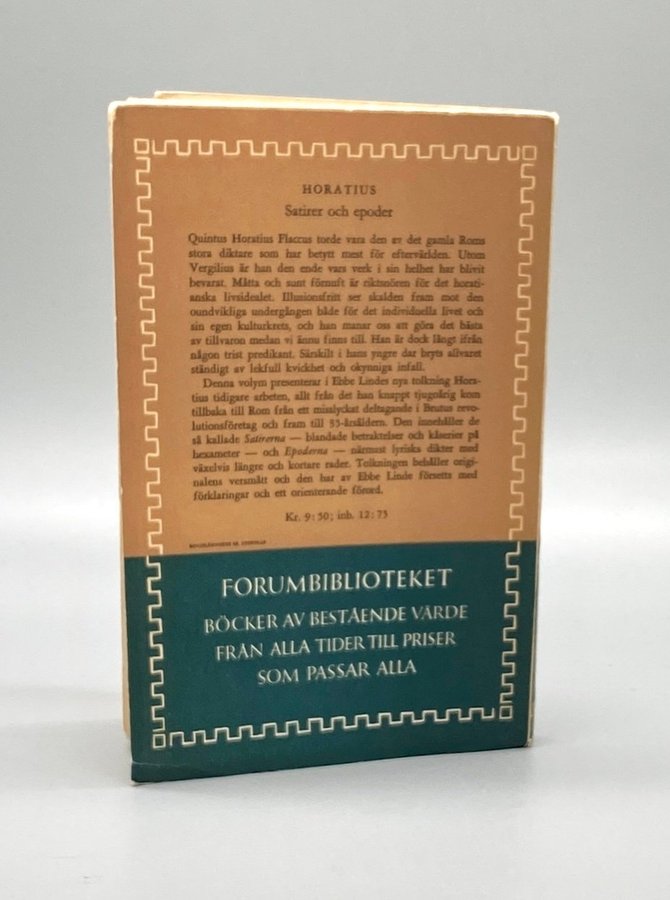 HORATIUS
Satirer och epoder
Quintus Horatius Flaccus torde vara den av det gamla Roms
stora diktare som har betytt mest för eftervärlden. Utom
Vergilius är han den ende vars verk i sin helhet har blivit
bevarat. Måtta och sunt förnuft är riktsnören för det horati-
anska livsidealet. Illusionsfritt ser skalden fram mot den
oundvikliga undergången både för det individuella livet och
sin egen kulturkrets, och han manar oss att göra det bästa
av tillvaron medan vi ännu finns till. Han är dock långt ifrån
någon trist predikant. Särskilt i hans yngre dar bryts allvaret
ständigt av lekfull kvickhet och okynniga infall.
Denna volym presenterar i Ebbe Lindes nya tolkning Hora-
tius tidigare arbeten, allt från det han knappt tjugoårig kom
tillbaka till Rom från ett misslyckat deltagande i Brutus revo-
lutionsföretag och fram till 35-årsåldern. Den innehåller de
så kallade Satirerna — blandade betraktelser och kåserier på
hexameter — och Epoderna — närmast lyriska dikter med
växelvis längre och kortare rader. Tolkningen behåller origi-
nalens versmått och den har av Ebbe Linde försetts med
förklaringar och ett orienterande förord.
Kr. 9:50; inb. 12:75
FORUMBIBLIOTEKET
BÖCKER AV BESTÅENDE VÄRDE
FRÅN ALLA TIDER TILL PRISER
SOM PASSAR ALLA